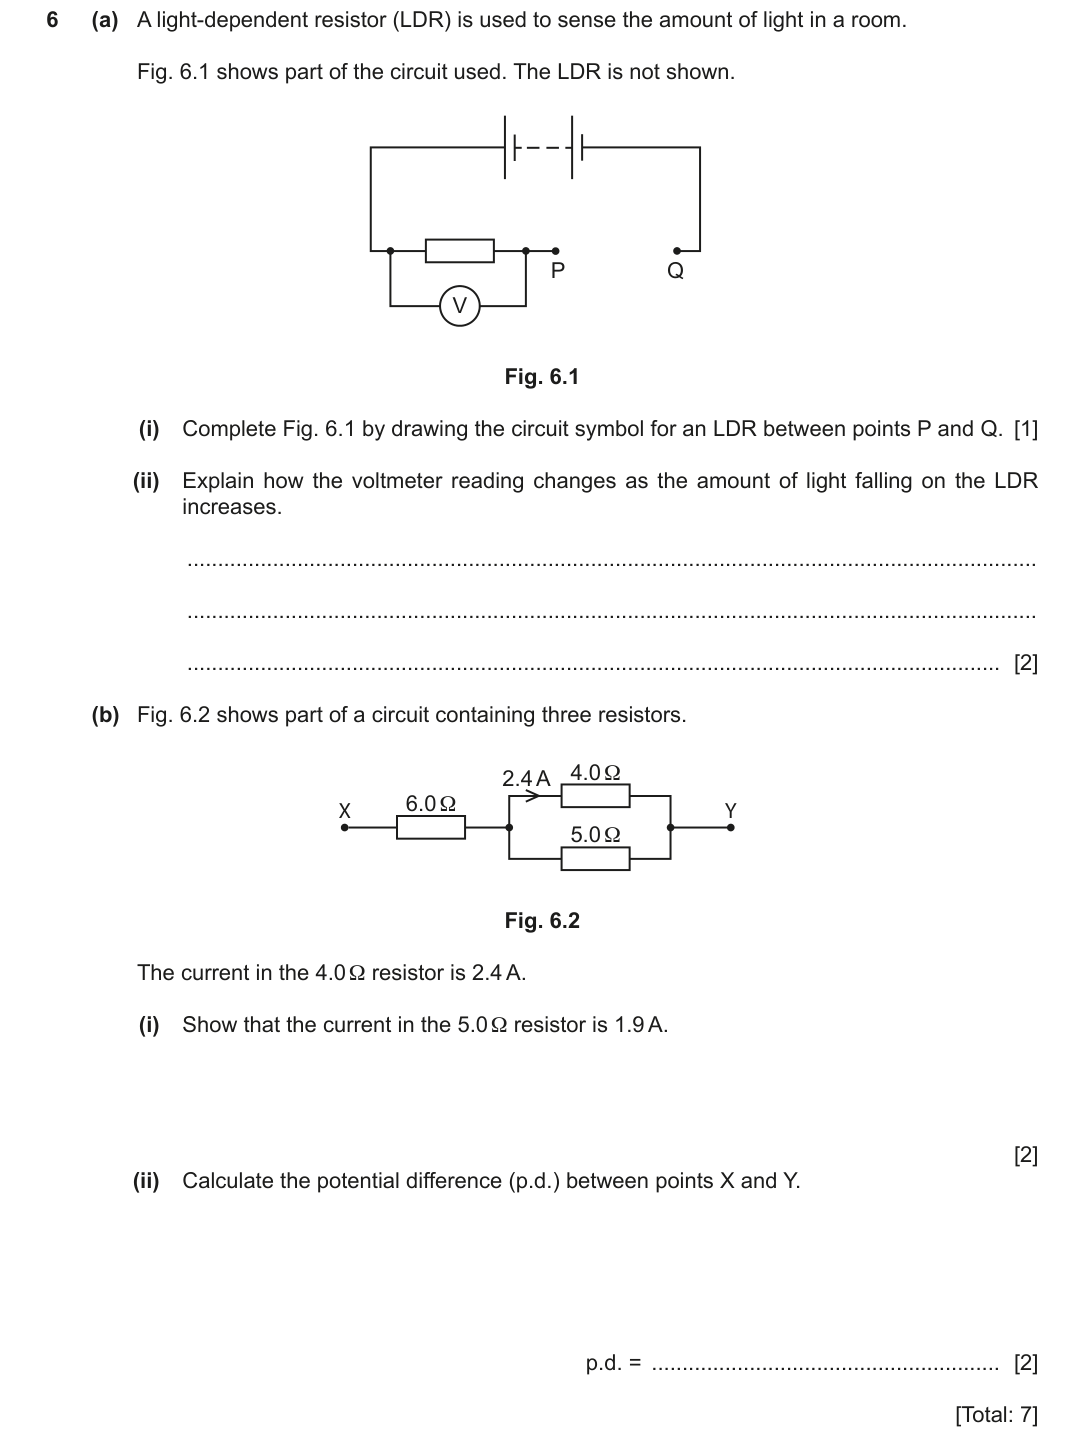 6 (a) A light-dependent resistor (LDR) is used to sense the amount of light in a room.
Fig. 6.1 shows part of the circuit used. The LDR is not shown.
P
Q
V
Fig. 6.1
(i) Complete Fig. 6.1 by drawing the circuit symbol for an LDR between points P and Q. [1]
(ii) Explain how the voltmeter reading changes as the amount of light falling on the LDR
increases.
[2]
(b) Fig. 6.2 shows part of a circuit containing three resistors.
2.4 A 4.0 Ω
X 6.0 Ω Y
5.0 Ω
Fig. 6.2
The current in the 4.0 Ω resistor is 2.4 A.
(i) Show that the current in the 5.0 Ω resistor is 1.9 A.
[2]
(ii) Calculate the potential difference (p.d.) between points X and Y.
p.d. = ......................................................... [2]
[Total: 7]